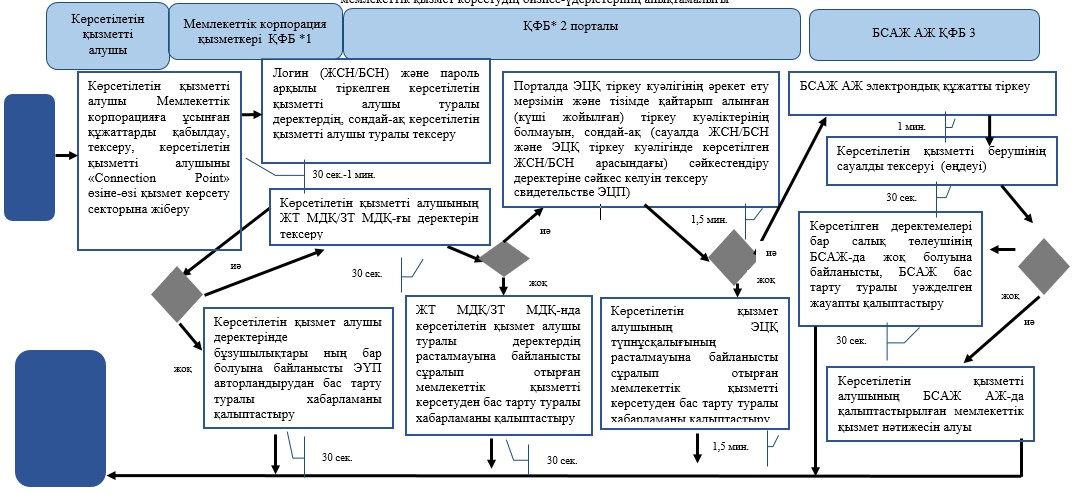 мемлекеттік қызмет көрсетудің бизнес-үдерістерінің анықтамалығы
Көрсетілетін
қызметті
алушы
Мемлекеттік корпорация
қызметкері ҚФБ *1
ҚФБ* 2 порталы
БСАЖ АЖ ҚФБ 3
Көрсетілетін қызметті
алушы Мемлекеттік
корпорацияға ұсынған
құжаттарды қабылдау,
тексеру, көрсетілетін
қызметті алушыны
«Connection Point»
өзіне-өзі қызмет көрсету
секторына жіберу
Логин (ЖСН/БСН) және пароль
арқылы тіркелген көрсетілетін
қызметті алушы туралы
деректердің, сондай-ақ көрсетілетін
қызметті алушы туралы тексеру
30 сек.-1 мин.
Көрсетілетін қызметті алушының
ЖТ МДҚ/ЗТ МДҚ-ғы деректерін
тексеру
Порталда ЭЦҚ тіркеу куәлігінің әрекет ету
мерзімін және тізімде қайтарып алынған
(күші жойылған) тіркеу куәліктерінің
болмауын, сондай-ақ (сауалда ЖСН/БСН
және ЭЦҚ тіркеу куәлігінде көрсетілген
ЖСН/БСН арасындағы) сәйкестендіру
деректеріне сәйкес келуін тексеру
свидетельстве ЭЦП)
1,5 мин.
БСАЖ АЖ электрондық құжатты тіркеу
1 мин.
Көрсетілетін қызметті берушінің
сауалды тексеруі (өңдеуі)
30 сек.
Көрсетілген деректемелері
бар салық төлеушінің
БСАЖ-да жоқ болуына
байланысты, БСАЖ бас
тарту туралы уәжделген
жауапты қалыптастыру
иә
жоқ
30 сек.
иә
жоқ
иә
жоқ
жоқ
иә
30 сек.
Көрсетілетін қызмет алушы
деректерінде
бұзушылықтары ның бар
болуына байланысты ЭҮП
авторландырудан бас тарту
туралы хабарламаны
қалыптастыру
ЖТ МДҚ/ЗТ МДҚ-нда
көрсетілетін қызмет алушы
туралы деректердің
расталмауына байланысты
сұралып отырған
мемлекеттік қызметті
көрсетуден бас тарту туралы
хабарламаны қалыптастыру
Көрсетілетін қызмет
алушының ЭЦҚ
түпнұсқалығының
расталмауына байланысты
сұралып отырған
мемлекеттік қызметті
көрсетуден бас тарту туралы
хабарламаны қалыптастыру
Көрсетілетін қызметті
алушының БСАЖ АЖ-да
қалыптастырылған мемлекеттік
қызмет нәтижесін алуы
30 сек.
30 сек.
1,5 мин.